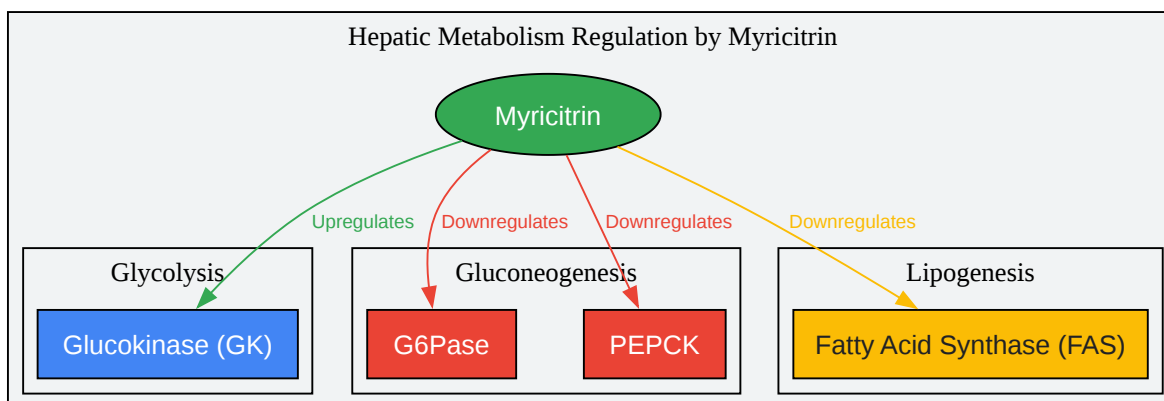 Hepatic Metabolism Regulation by Myricitrin
Myricitrin
Upregulates
Downregulates
Downregulates
Downregulates
Glycolysis
Gluconeogenesis
Lipogenesis
Glucokinase (GK)
G6Pase
PEPCK
Fatty Acid Synthase (FAS)